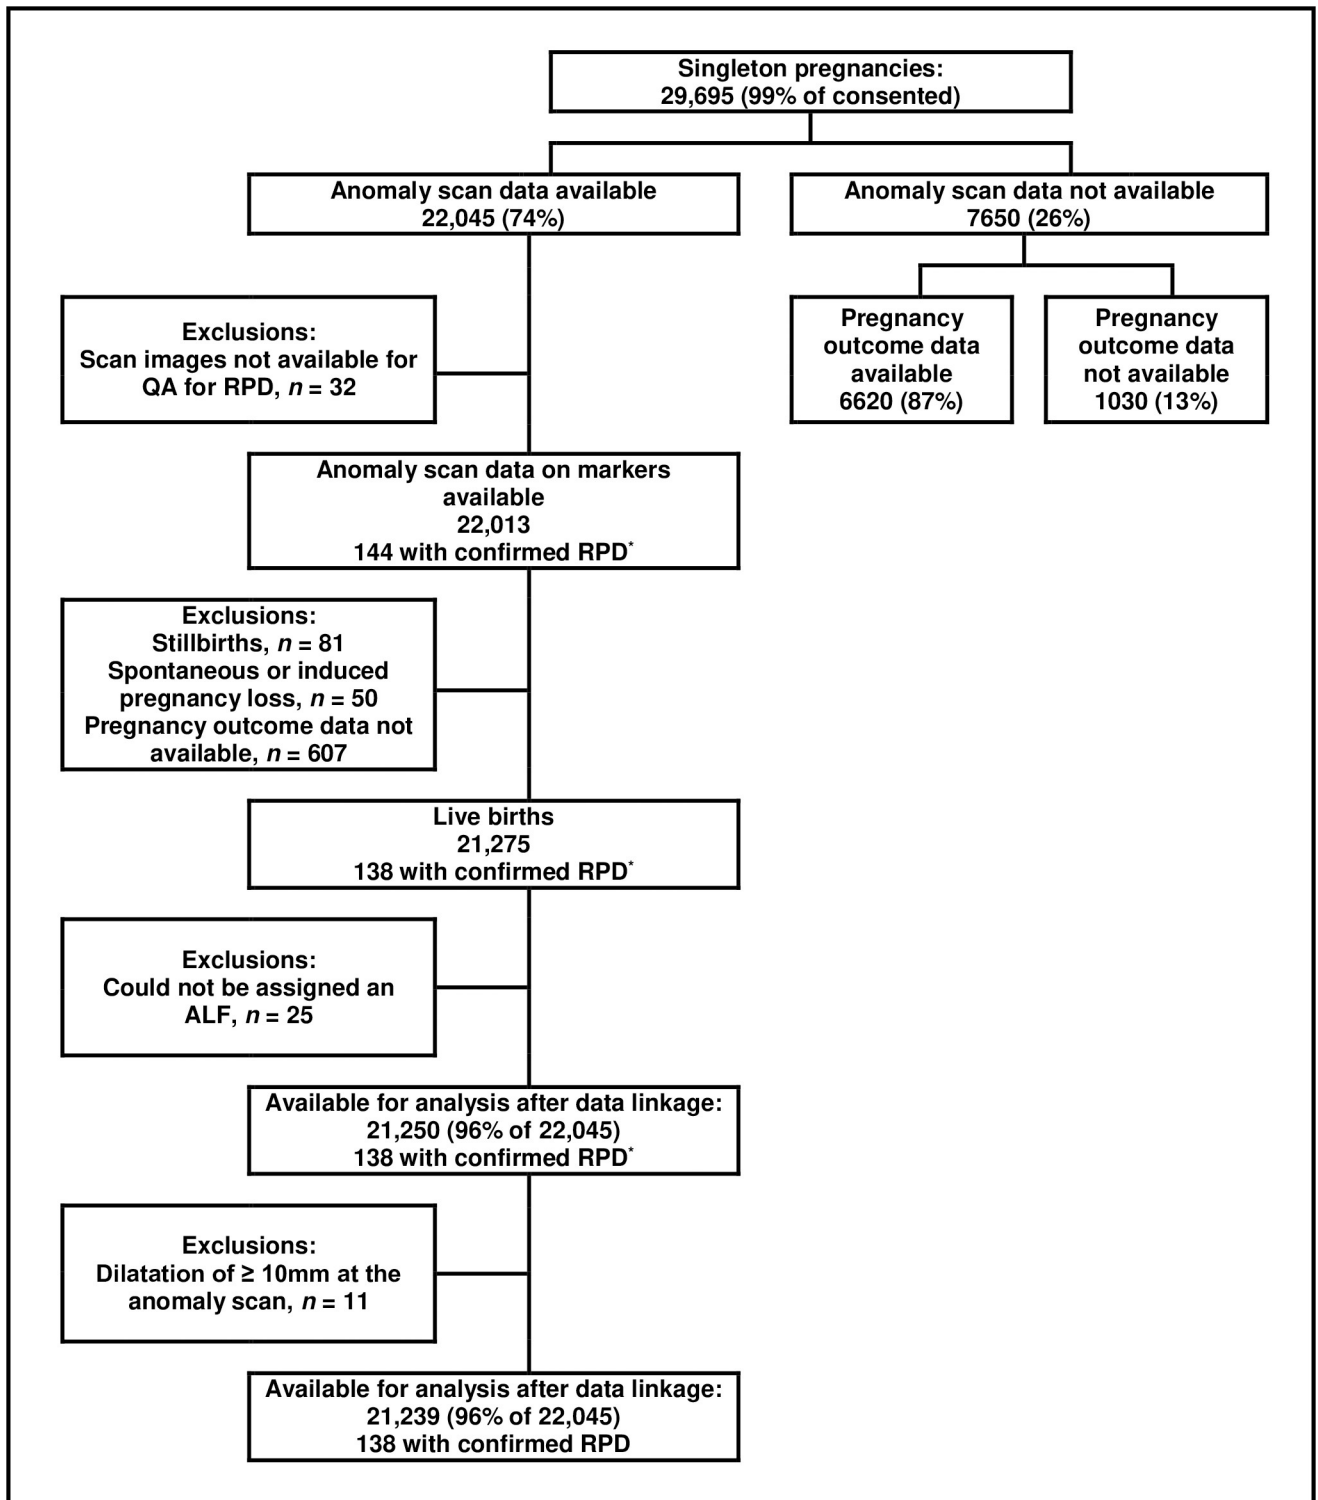 Singleton pregnancies:
29,695 (99% of consented)
Anomaly scan data available
22,045 (74%)
Anomaly scan data not available
7650 (26%)
Exclusions:
Scan images not available for
QA for RPD, n = 32
Pregnancy
outcome data
available
6620 (87%)
Pregnancy
outcome data
not available
1030 (13%)
Anomaly scan data on markers
available
22,013
144 with confirmed RPD*
Exclusions:
Stillbirths, n = 81
Spontaneous or induced
pregnancy loss, n = 50
Pregnancy outcome data not
available, n = 607
Live births
21,275
138 with confirmed RPD*
Exclusions:
Could not be assigned an
ALF, n = 25
Available for analysis after data linkage:
21,250 (96% of 22,045)
138 with confirmed RPD*
Exclusions:
Dilatation of ≥ 10mm at the
anomaly scan, n = 11
Available for analysis after data linkage:
21,239 (96% of 22,045)
138 with confirmed RPD